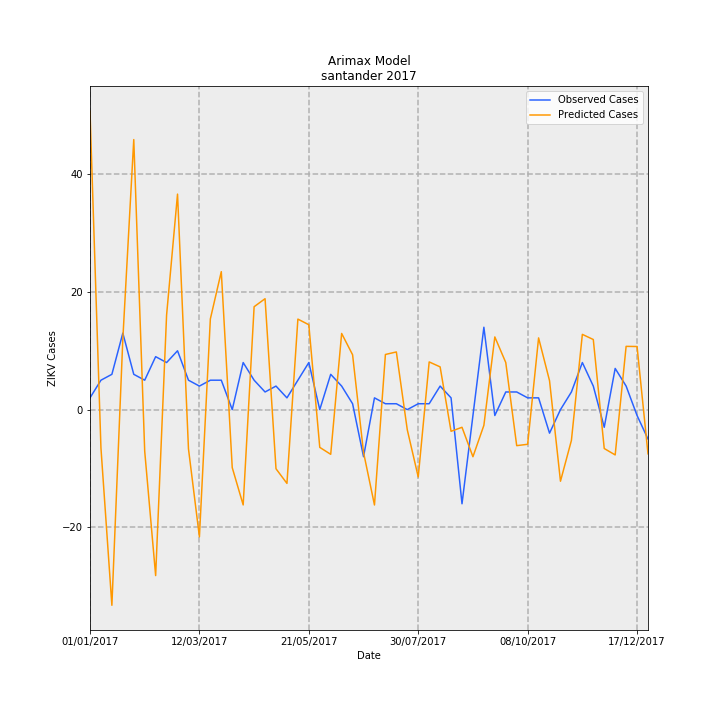 Arimax Model
santander 2017
Observed Cases
Predicted Cases
40
20
0
−20
ZIKV Cases
01/01/2017
12/03/2017
21/05/2017
30/07/2017
08/10/2017
17/12/2017
Date